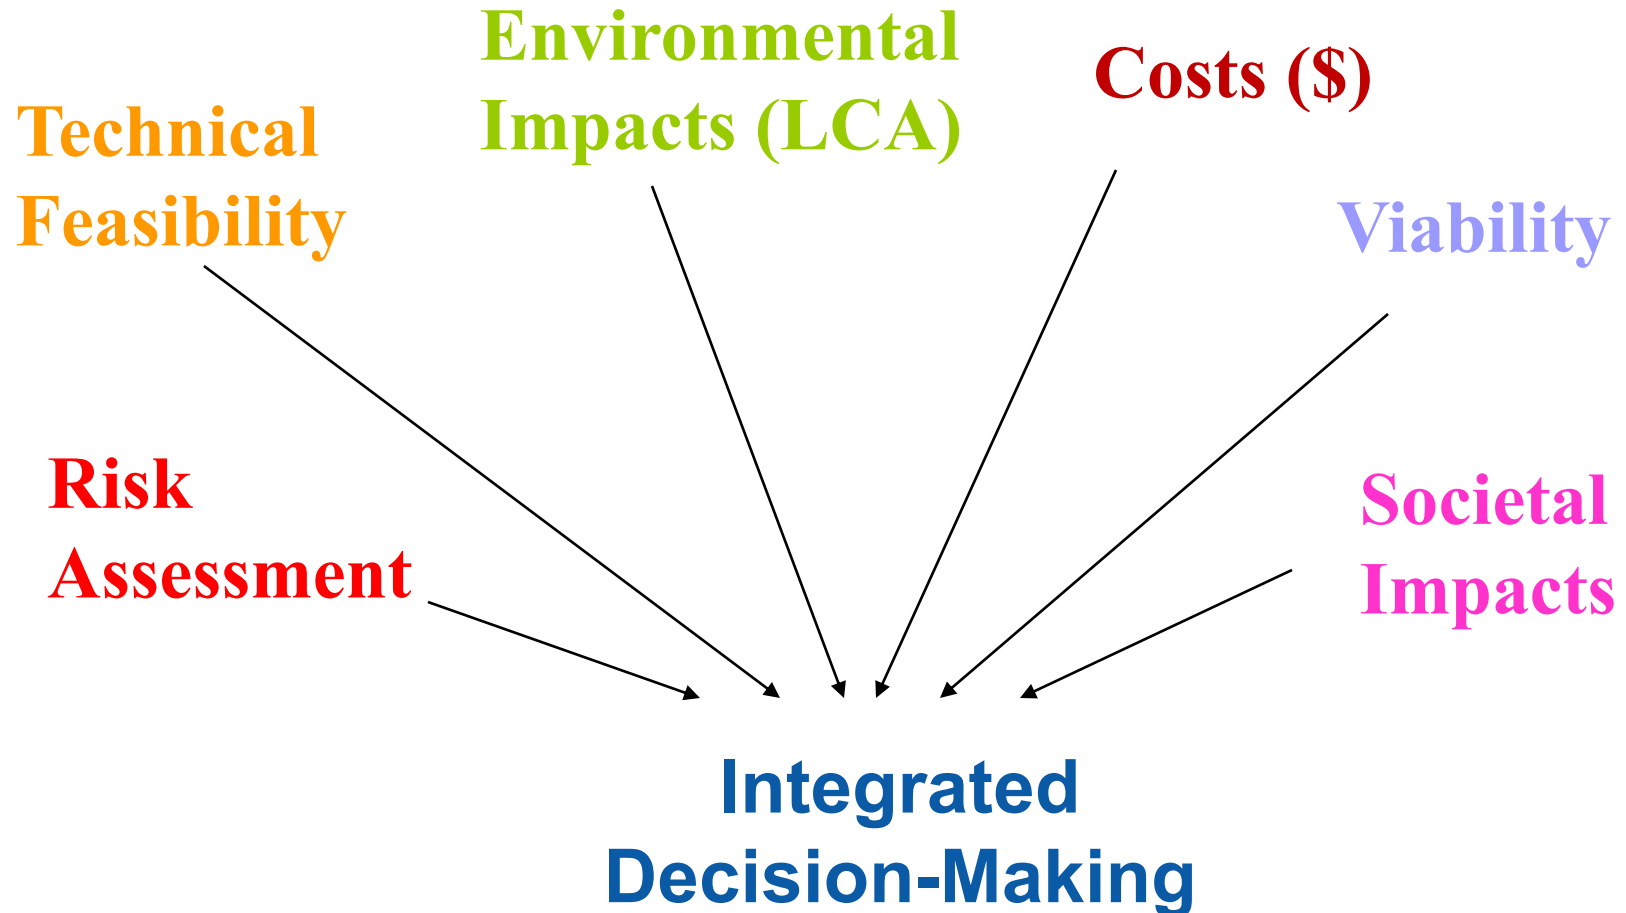 Environmental
Impacts (LCA)
Costs ($)
Technical
Feasibility
Viability
Risk
Assessment
Societal
Impacts
Integrated
Decision-Making